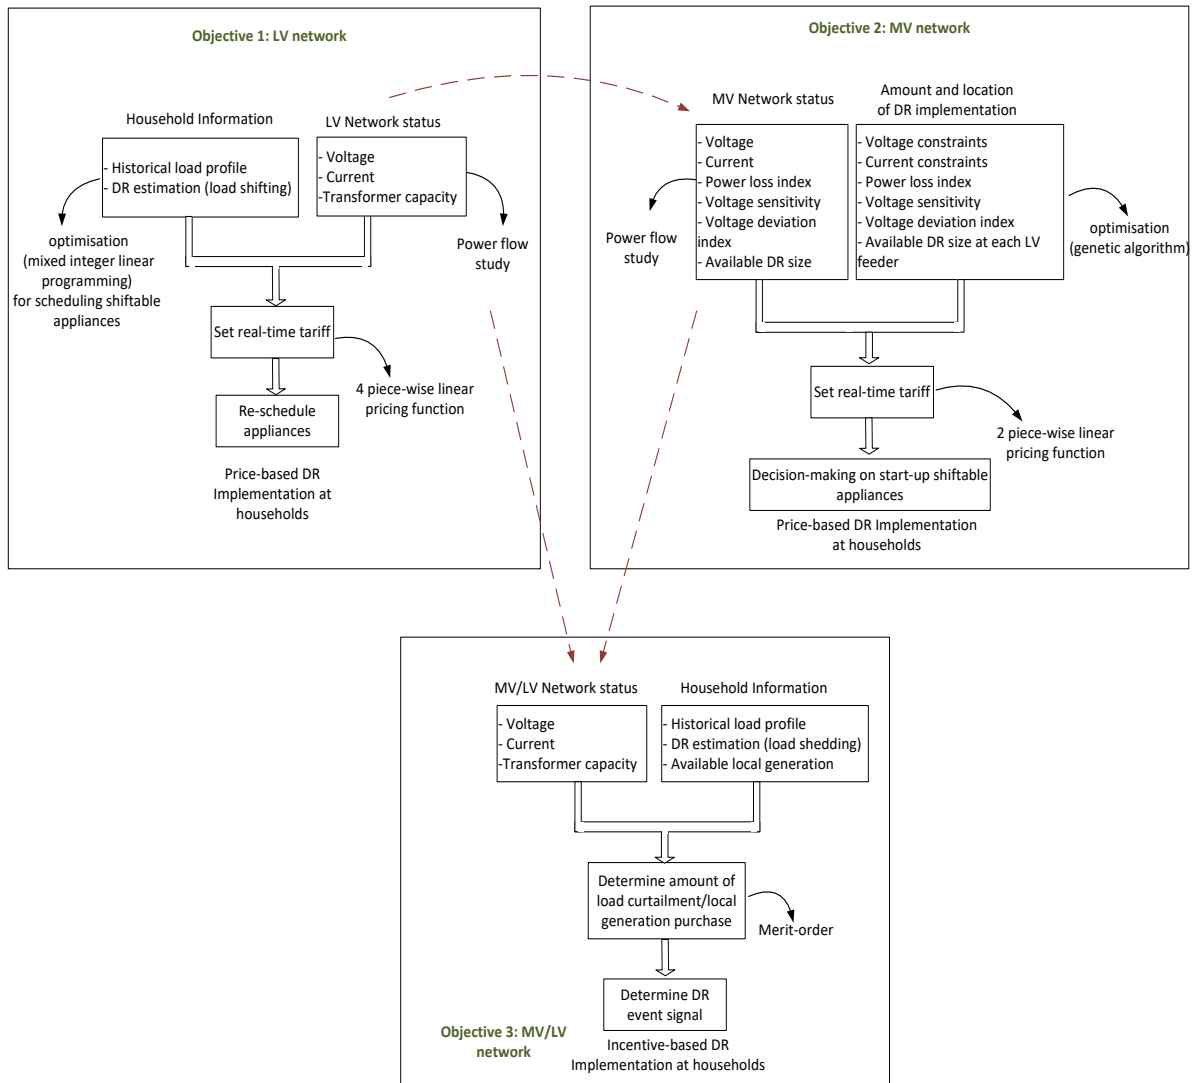 Objective 1: LV network
Household Information
- Historical load profile
- DR estimation (load shifting)
LV Network status
- Voltage
- Current
-Transformer capacity
optimisation
(mixed integer linear
programming)
for scheduling shiftable
appliances
Power flow
study
Set real-time tariff
4 piece-wise linear
pricing function
Re-schedule
appliances
Price-based DR
Implementation at
households
Objective 2: MV network
MV Network status
- Voltage
- Current
- Power loss index
- Voltage sensitivity
- Voltage deviation
index
- Available DR size
Amount and location
of DR implementation
- Voltage constraints
- Current constraints
- Power loss index
- Voltage sensitivity
- Voltage deviation index
- Available DR size at each LV
feeder
Power flow
study
optimisation
(genetic algorithm)
Set real-time tariff
2 piece-wise linear
pricing function
Decision-making on start-up shiftable
appliances
Price-based DR Implementation
at households
MV/LV Network status
- Voltage
- Current
-Transformer capacity
Household Information
- Historical load profile
- DR estimation (load shedding)
- Available local generation
Determine amount of
load curtailment/local
generation purchase
Merit-order
Determine DR
event signal
Objective 3: MV/LV
network
Incentive-based DR
Implementation at households